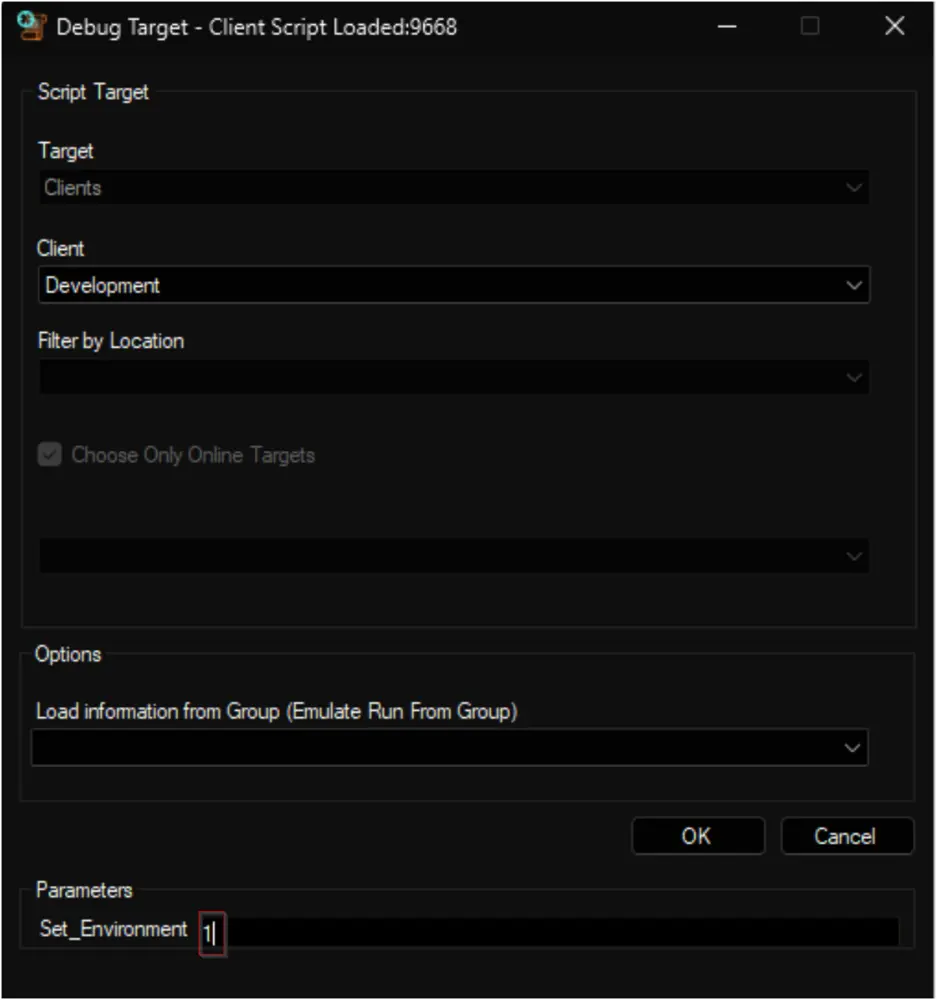 Debug Target - Client Script Loaded:9668
Script Target
Target
Clients
Client
Development
Filter by Location
Choose Only Online Targets
Options
Load information from Group (Emulate Run From Group)
OK Cancel
Parameters
Set_Environment 1